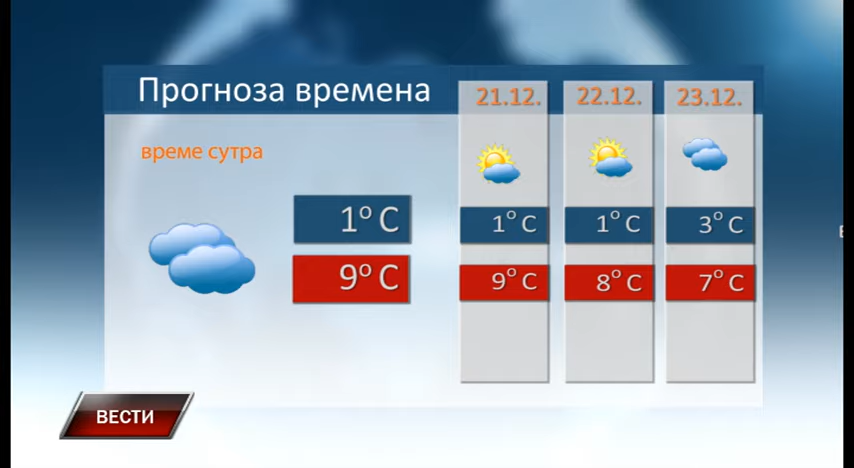 Прогноза времена
време сутра
1° C
9° C
21.12.
1° C
9° C
22.12.
1° C
8° C
23.12.
3° C
7° C
ВЕСТИ